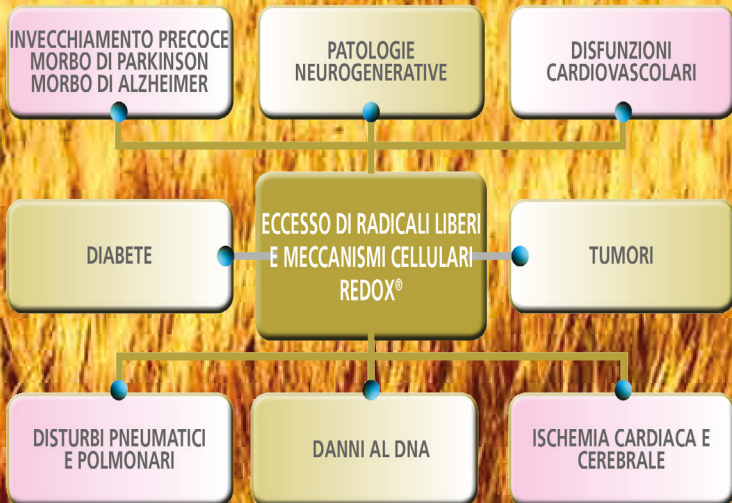 INVECCHIAMENTO PRECOCE
MORBO DI PARKINSON
MORBO DI ALZHEIMER
PATOLOGIE
NEUROGENERATIVE
DISFUNZIONI
CARDIOVASCOLARI
DIABETE
ECCESSO DI RADICALI LIBERI
E MECCANISMI CELLULARI
REDOX®
TUMORI
DISTURBI PNEUMATICI
E POLMONARI
DANNI AL DNA
ISCHEMIA CARDIACA E
CEREBRALE